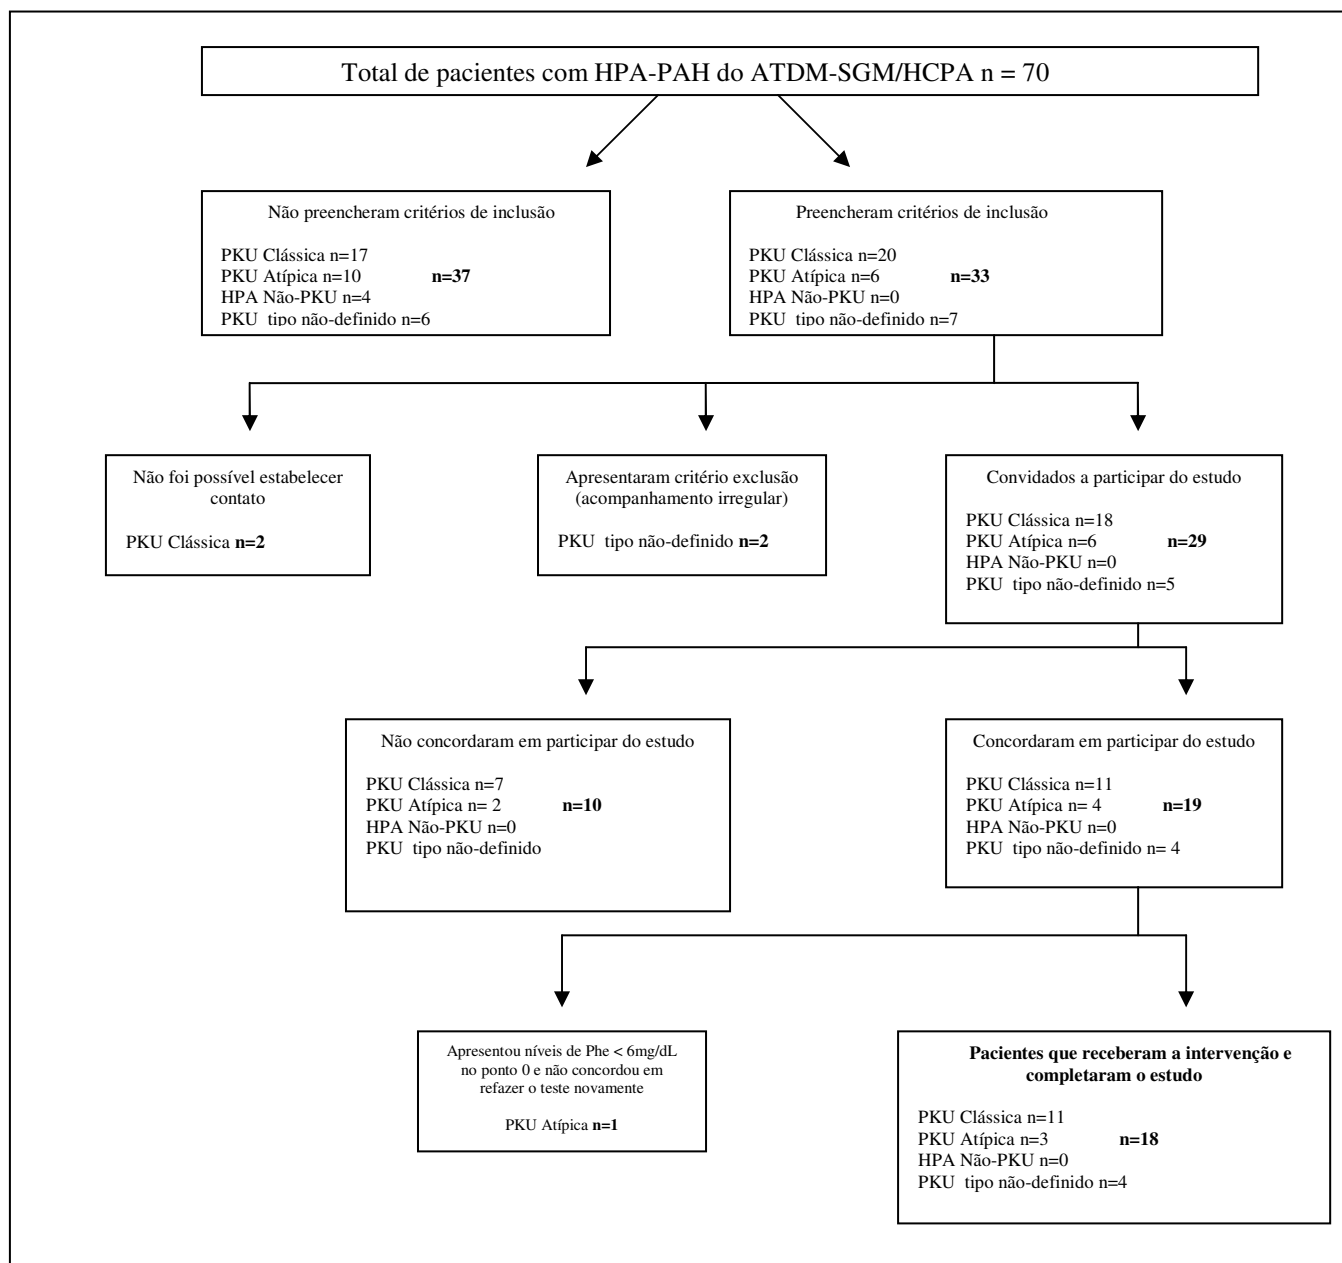 Total de pacientes com HPA-PAH do ATDM-SGM/HCPA n = 70
Não preencheram critérios de inclusão
PKU Clássica n=17
PKU Atípica n=10 n=37
HPA Não-PKU n=4
PKU tipo não-definido n=6
Preencheram critérios de inclusão
PKU Clássica n=20
PKU Atípica n=6 n=33
HPA Não-PKU n=0
PKU tipo não-definido n=7
Não foi possível estabelecer
contato
PKU Clássica n=2
Apresentaram critério exclusão
(acompanhamento irregular)
PKU tipo não-definido n=2
Convidados a participar do estudo
PKU Clássica n=18
PKU Atípica n=6 n=29
HPA Não-PKU n=0
PKU tipo não-definido n=5
Não concordaram em participar do estudo
PKU Clássica n=7
PKU Atípica n= 2 n=10
HPA Não-PKU n=0
PKU tipo não-definido
Concordaram em participar do estudo
PKU Clássica n=11
PKU Atípica n= 4 n=19
HPA Não-PKU n=0
PKU tipo não-definido n= 4
Apresentou níveis de Phe < 6mg/dL
no ponto 0 e não concordou em
refazer o teste novamente
PKU Atípica n=1
Pacientes que receberam a intervenção e
completaram o estudo
PKU Clássica n=11
PKU Atípica n=3 n=18
HPA Não-PKU n=0
PKU tipo não-definido n=4